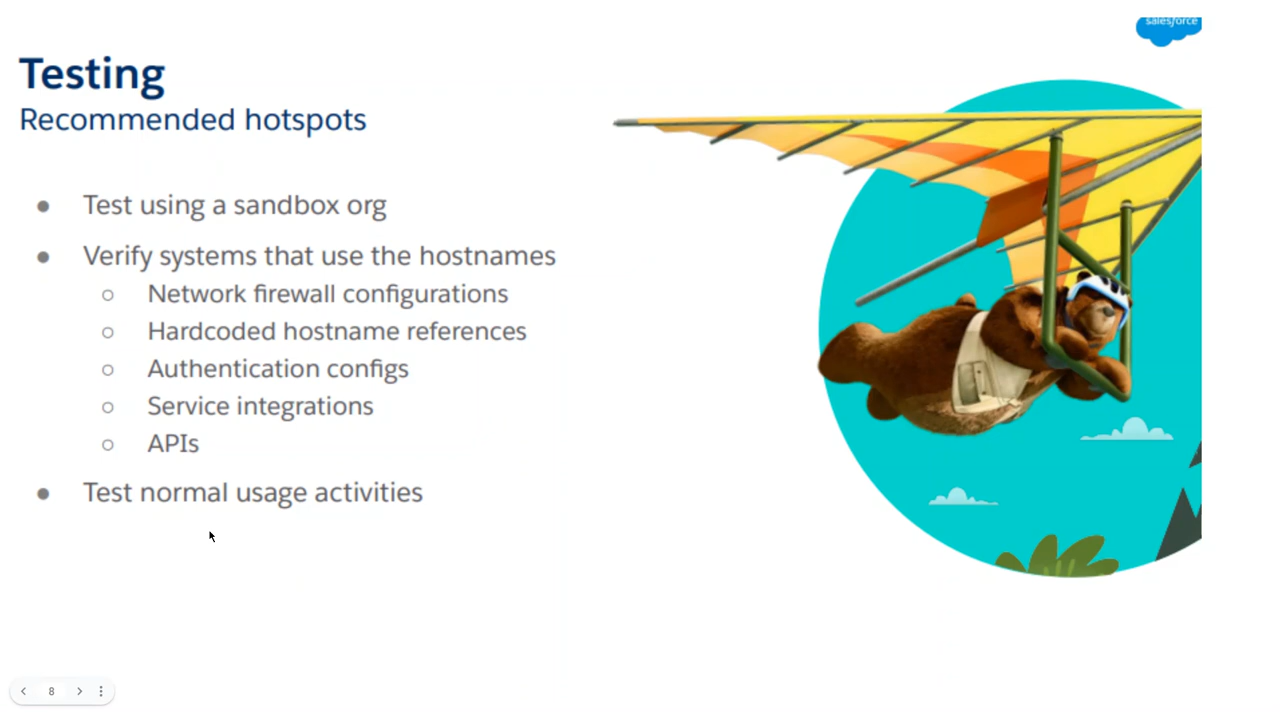 salesforce
Testing
Recommended hotspots
● Test using a sandbox org
● Verify systems that use the hostnames
○ Network firewall configurations
○ Hardcoded hostname references
○ Authentication configs
○ Service integrations
○ APIs
● Test normal usage activities
8